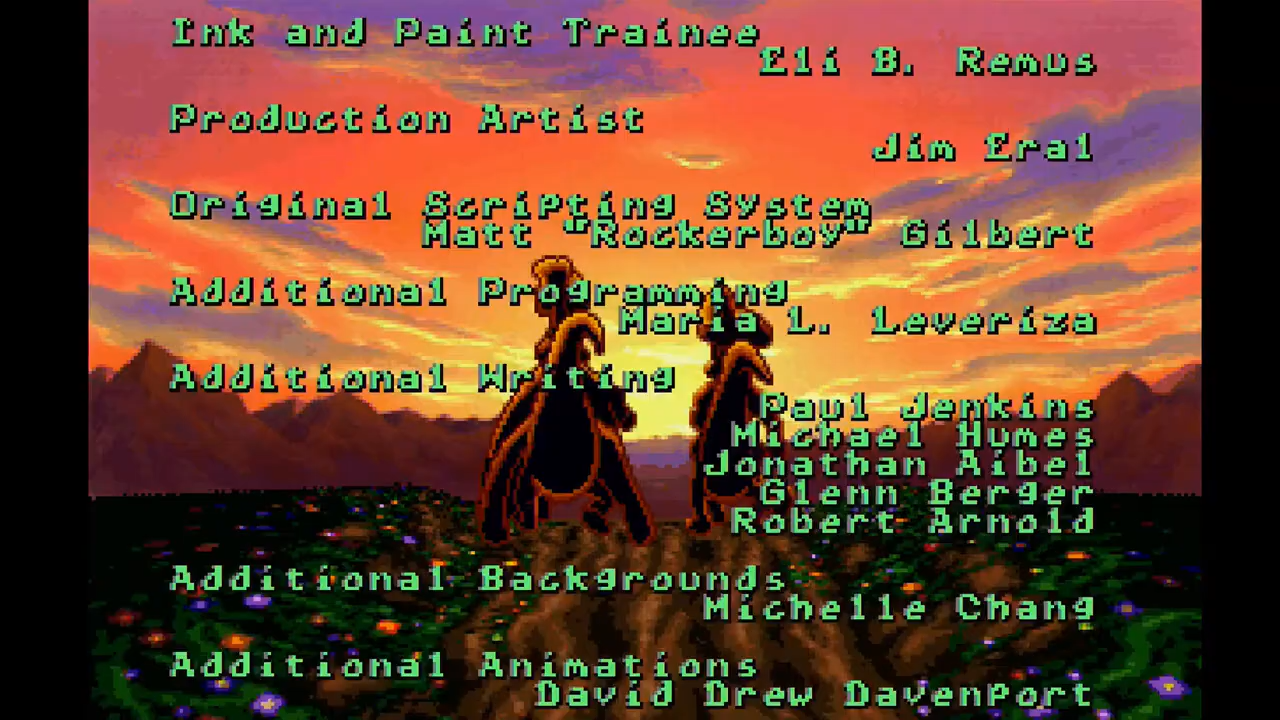 Ink and Paint Trainee
Eli B. Remus
Production Artist
Jim Eral
Original Scripting System
Matt "Rockerboy" Gilbert
Additional Programming
Maria L. Leveriza
Additional Writing
Paul Jenkins
Michael Humes
Jonathan Aibel
Glenn Berger
Robert Arnold
Additional Backgrounds
Michelle Chang
Additional Animations
David Drew Davenport